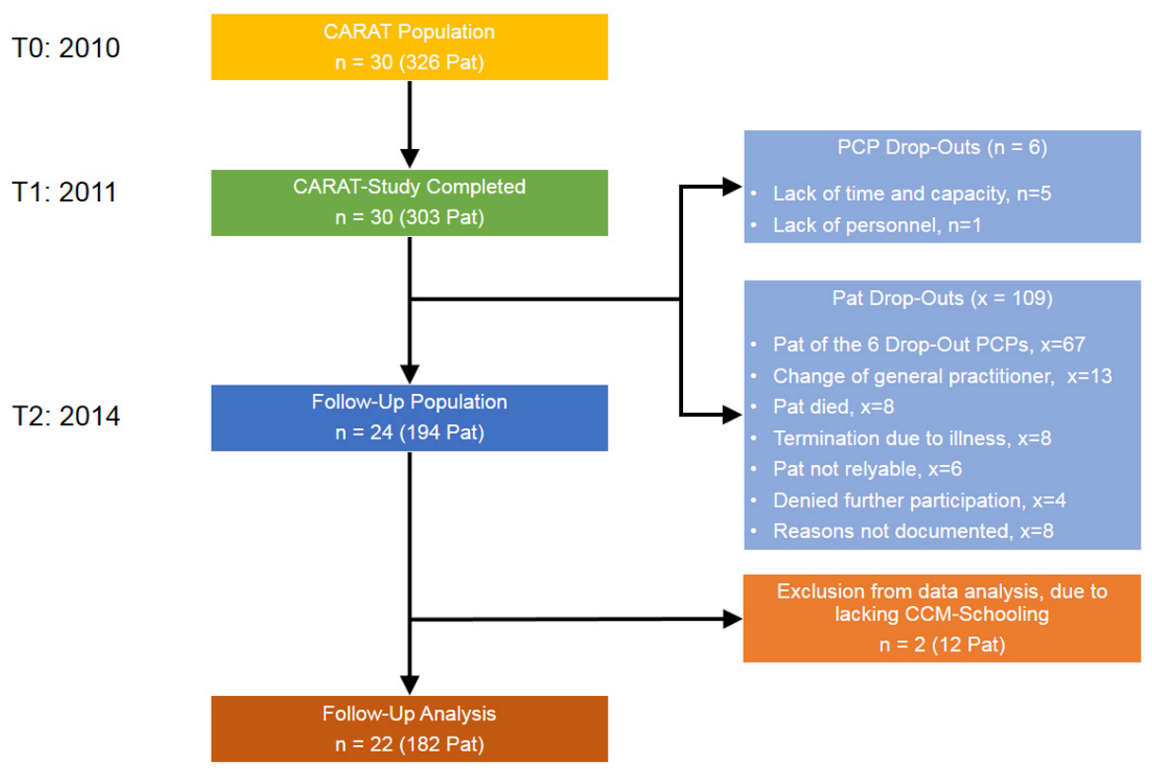 T0: 2010
CARAT Population
n = 30 (326 Pat)
T1: 2011
CARAT-Study Completed
n = 30 (303 Pat)
PCP Drop-Outs (n = 6)
• Lack of time and capacity, n=5
• Lack of personnel, n=1
Pat Drop-Outs (x = 109)
• Pat of the 6 Drop-Out PCPs, x=67
• Change of general practitioner, x=13
• Pat died, x=8
• Termination due to illness, x=8
• Pat not relyable, x=6
• Denied further participation, x=4
• Reasons not documented, x=8
T2: 2014
Follow-Up Population
n = 24 (194 Pat)
Exclusion from data analysis, due to
lacking CCM-Schooling
n = 2 (12 Pat)
Follow-Up Analysis
n = 22 (182 Pat)